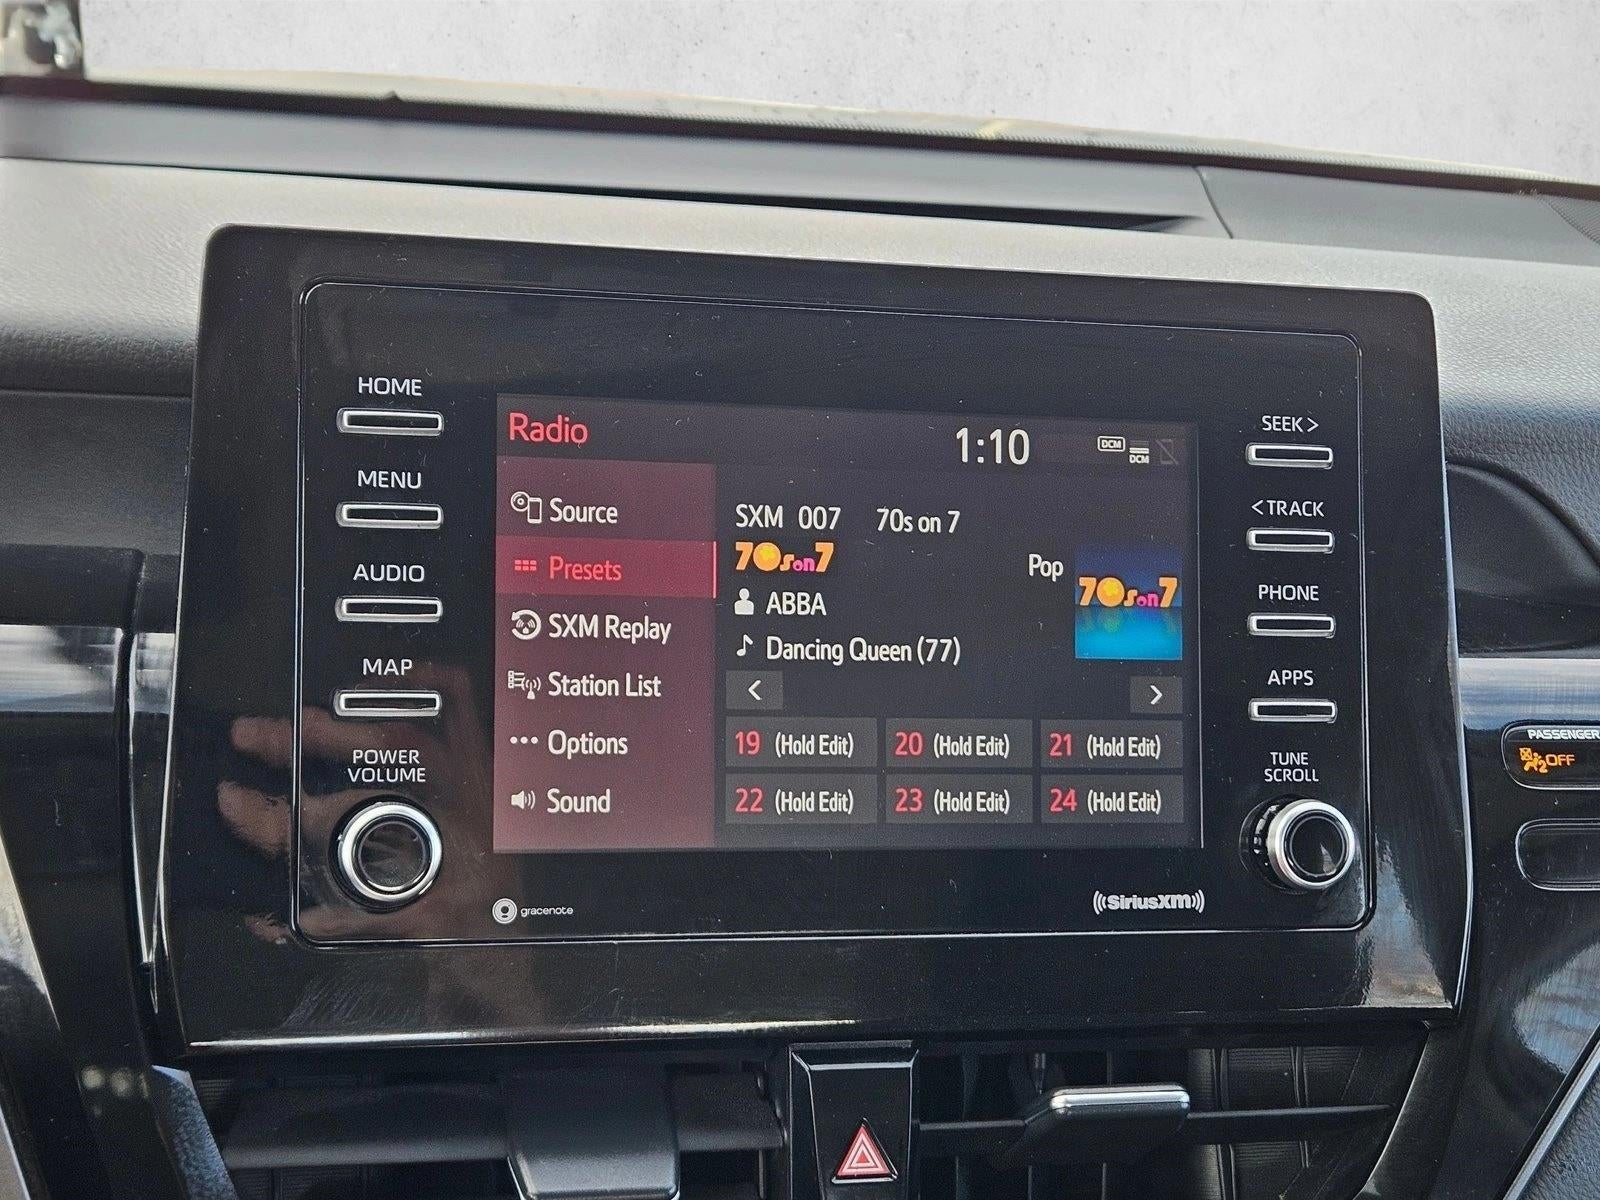 HOME
MENU
AUDIO
MAP
POWER
VOLUME
Radio
1:10
DCM
DCM
Source
Presets
SXM Replay
Station List
Options
Sound
SXM 007 70s on 7
70s on 7
Pop
70s on 7
ABBA
Dancing Queen (77)
<
>
19 (Hold Edit)
20 (Hold Edit)
21 (Hold Edit)
22 (Hold Edit)
23 (Hold Edit)
24 (Hold Edit)
SEEK >
< TRACK
PHONE
APPS
TUNE
SCROLL
gracenote
((SiriusXM))
PASSENGER
2 OFF